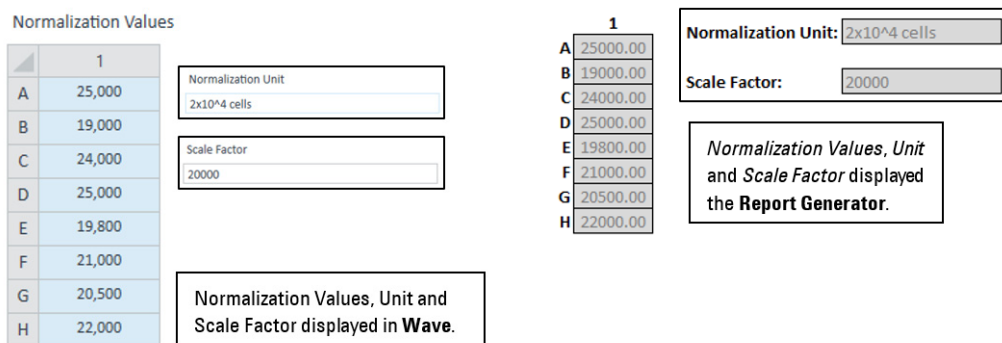 Normalization Values
1
A 25,000
B 19,000
C 24,000
D 25,000
E 19,800
F 21,000
G 20,500
H 22,000
Normalization Unit
2x10^4 cells
Scale Factor
20000
Normalization Values, Unit and
Scale Factor displayed in Wave.
1
A 25000.00
B 19000.00
C 24000.00
D 25000.00
E 19800.00
F 21000.00
G 20500.00
H 22000.00
Normalization Unit: 2x10^4 cells
Scale Factor: 20000
Normalization Values, Unit
and Scale Factor displayed
the Report Generator.